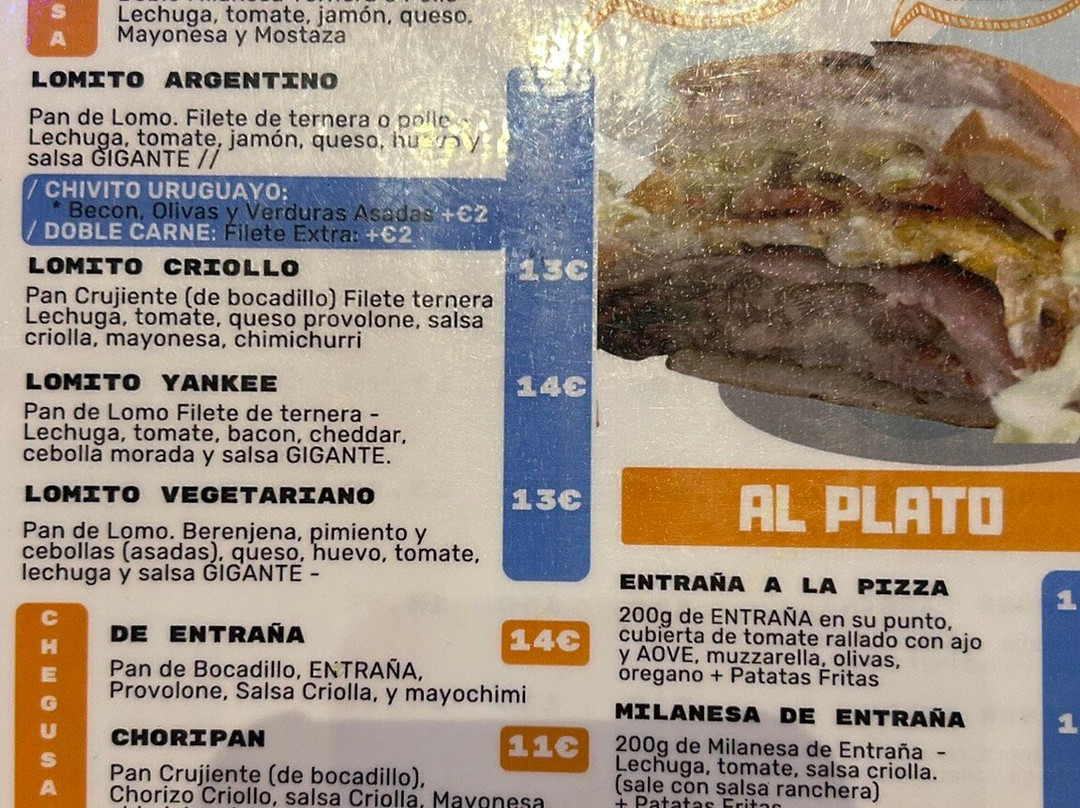 S
A
Lechuga, tomate, jamón, queso.
Mayonesa y Mostaza
LOMITO ARGENTINO
Pan de Lomo. Filete de ternera o pollo -
Lechuga, tomate, jamón, queso, huevo y
salsa GIGANTE //
/ CHIVITO URUGUAYO:
* Becon, Olivas y Verduras Asadas +€2
/ DOBLE CARNE: Filete Extra: +€2
LOMITO CRIOLLO 13€
Pan Crujiente (de bocadillo) Filete ternera
Lechuga, tomate, queso provolone, salsa
criolla, mayonesa, chimichurri
LOMITO YANKEE 14€
Pan de Lomo Filete de ternera -
Lechuga, tomate, bacon, cheddar,
cebolla morada y salsa GIGANTE.
LOMITO VEGETARIANO 13€
Pan de Lomo. Berenjena, pimiento y
cebollas (asadas), queso, huevo, tomate,
lechuga y salsa GIGANTE -
CHEGUSA
DE ENTRAÑA 14€
Pan de Bocadillo, ENTRAÑA,
Provolone, Salsa Criolla, y mayochimi
CHORIPAN 11€
Pan Crujiente (de bocadillo),
Chorizo Criollo, salsa Criolla, Mayonesa
AL PLATO
ENTRAÑA A LA PIZZA
200g de ENTRAÑA en su punto,
cubierta de tomate rallado con ajo
y AOVE, muzzarella, olivas,
oregano + Patatas Fritas
MILANESA DE ENTRAÑA
200g de Milanesa de Entraña -
Lechuga, tomate, salsa criolla.
(sale con salsa ranchera)
+ Patatas Fritas